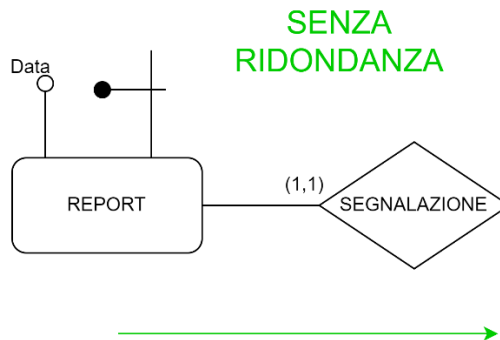 SENZA
RIDONDANZA
Data
(1,1)
REPORT
SEGNALAZIONE